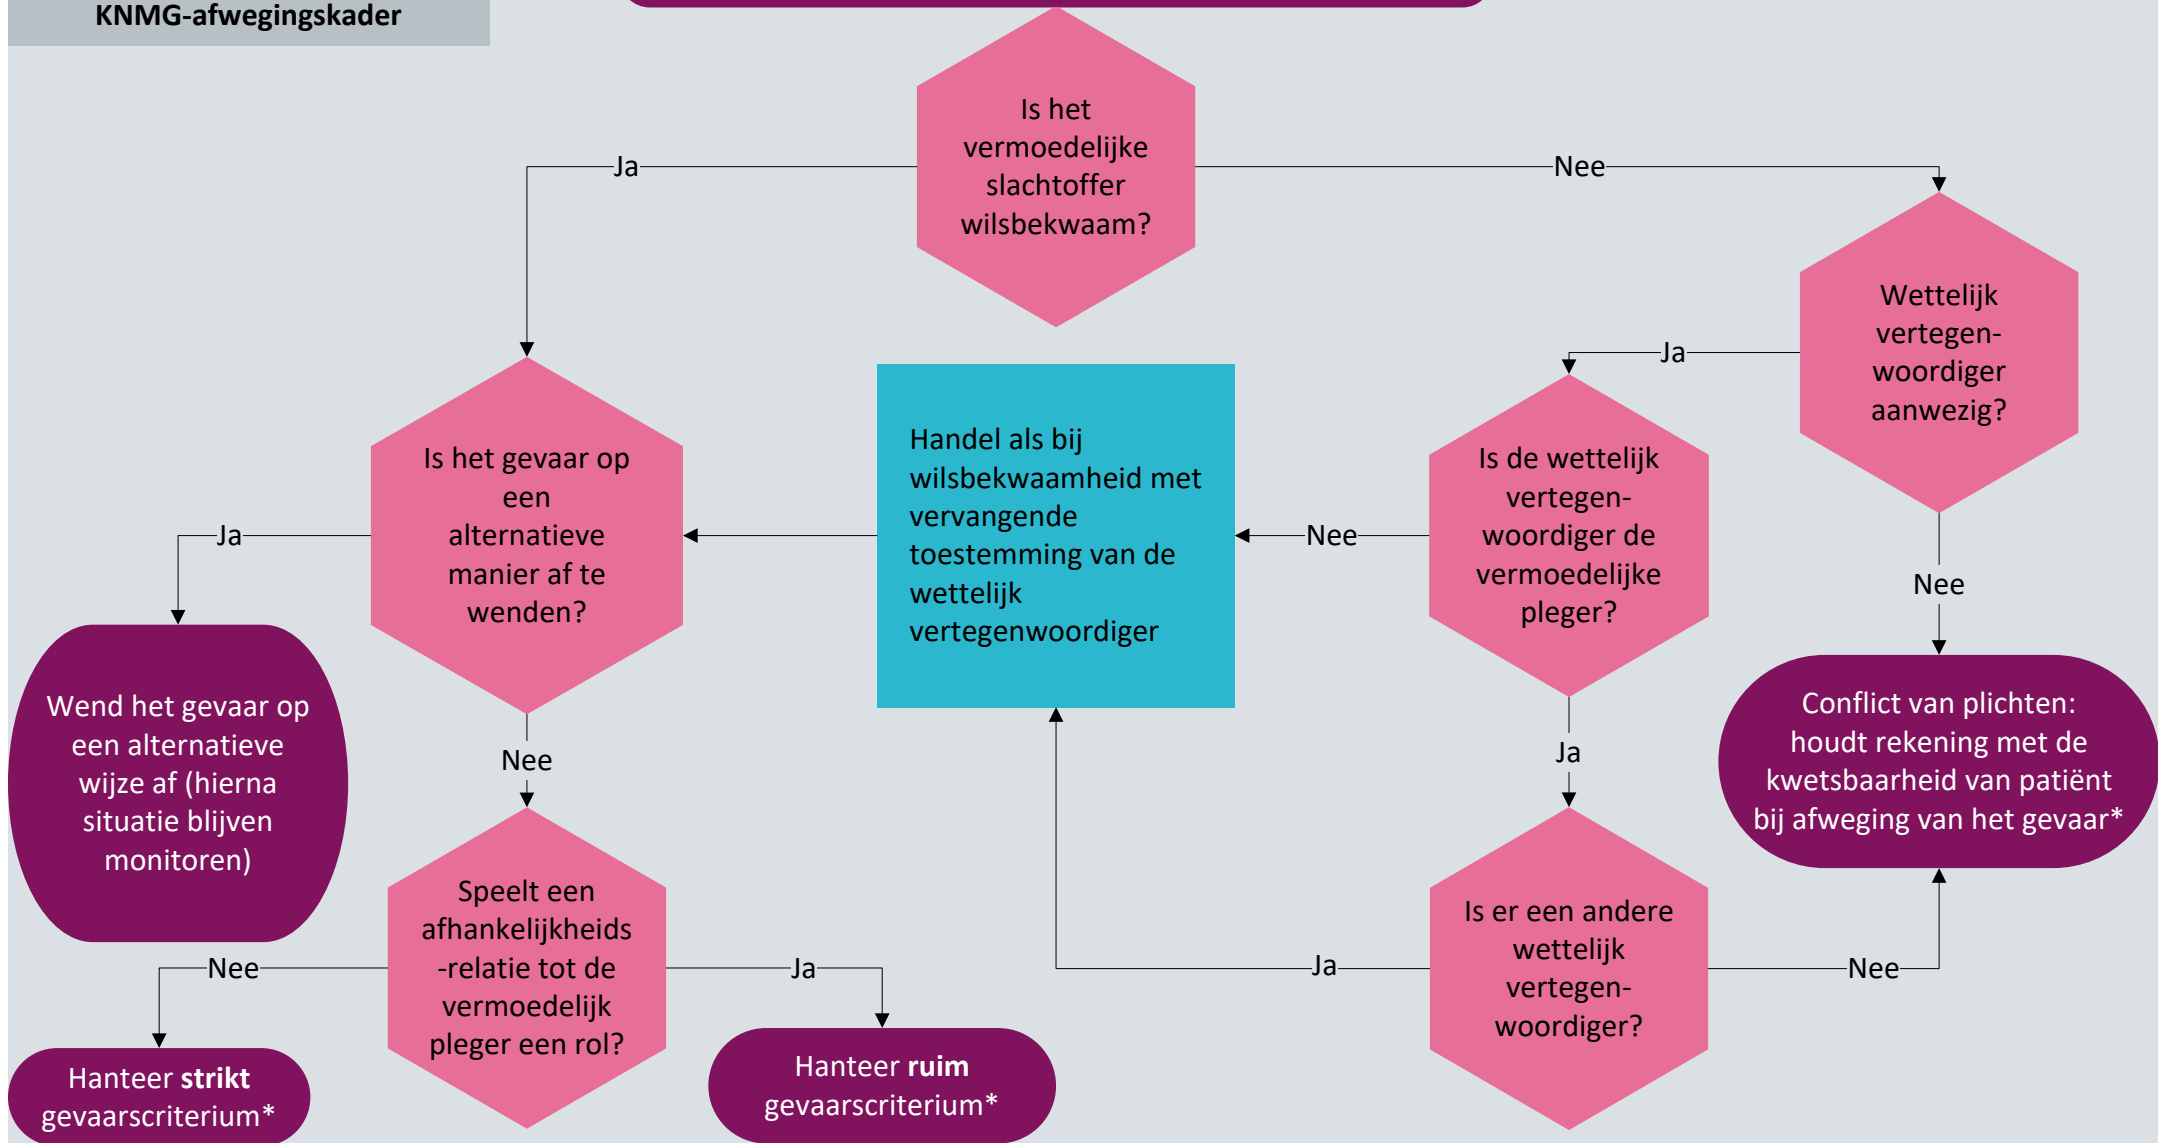 KNMG-afwegingskader
Is het
vermoedelijke
slachtoffer
wilsbekwaam?
Ja
Nee
Wettelijk
vertegen-
woordiger
aanwezig?
Ja
Nee
Is het gevaar op
een
alternatieve
manier af te
wenden?
Handel als bij
wilsbekwaamheid met
vervangende
toestemming van de
wettelijk
vertegenwoordiger
Is de wettelijk
vertegen-
woordiger de
vermoedelijke
pleger?
Ja
Nee
Nee
Ja
Wend het gevaar op
een alternatieve
wijze af (hierna
situatie blijven
monitoren)
Conflict van plichten:
houdt rekening met de
kwetsbaarheid van patiënt
bij afweging van het gevaar*
Speelt een
afhankelijkheids
-relatie tot de
vermoedelijk
pleger een rol?
Is er een andere
wettelijk
vertegen-
woordiger?
Nee
Ja
Ja
Nee
Hanteer strikt
gevaarscriterium*
Hanteer ruim
gevaarscriterium*